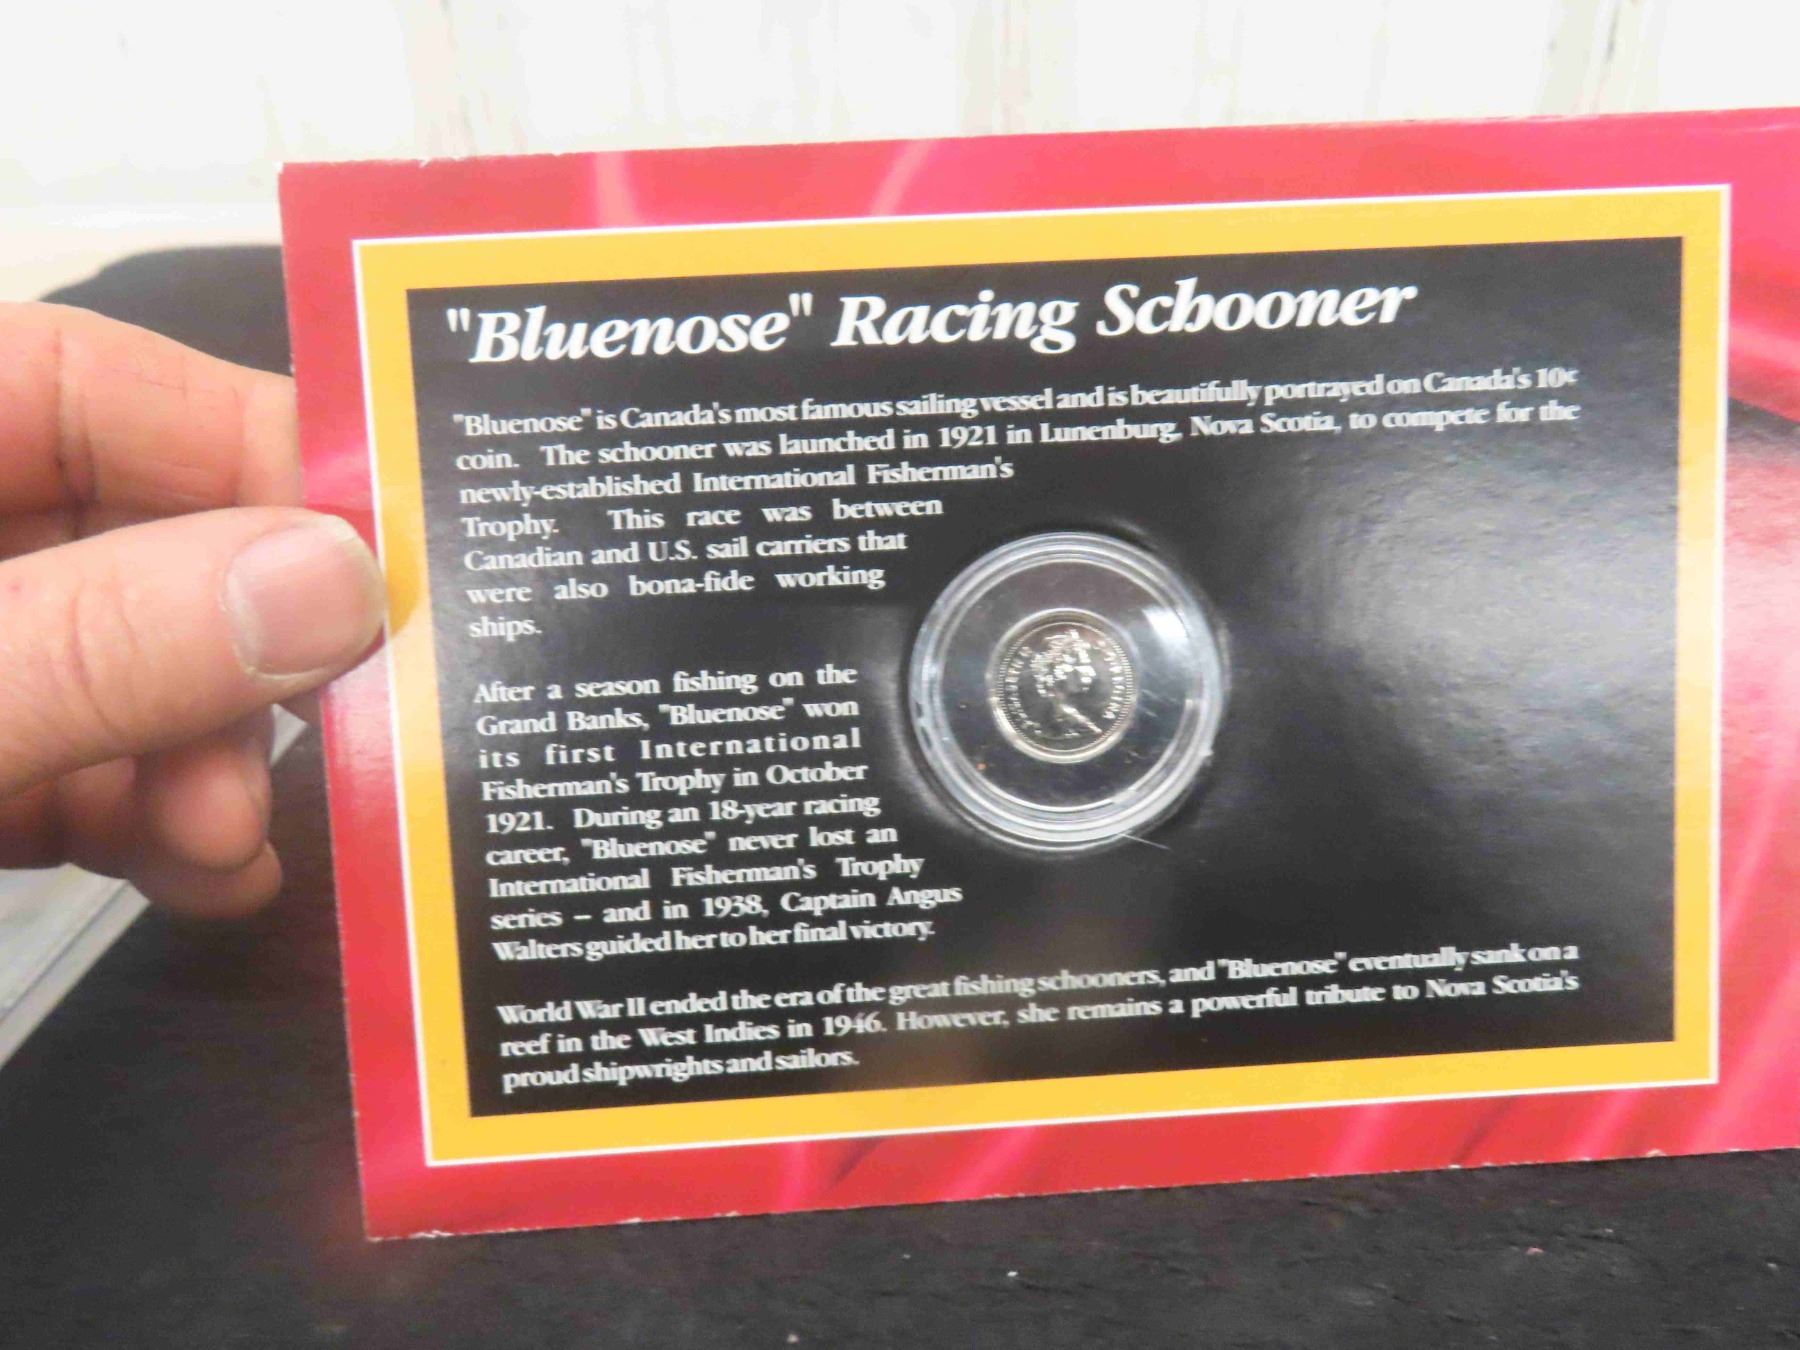 "Bluenose" Racing Schooner
"Bluenose" is Canada's most famous sailing vessel and is beautifully portrayed on Canada's 10¢
coin. The schooner was launched in 1921 in Lunenburg, Nova Scotia, to compete for the
newly-established International Fisherman's
Trophy. This race was between
Canadian and U.S. sail carriers that
were also bona-fide working
ships.
After a season fishing on the
Grand Banks, "Bluenose" won
its first International
Fisherman's Trophy in October
1921. During an 18-year racing
career, "Bluenose" never lost an
International Fisherman's Trophy
series – and in 1938, Captain Angus
Walters guided her to her final victory.
World War II ended the era of the great fishing schooners, and "Bluenose" eventually sank on a
reef in the West Indies in 1946. However, she remains a powerful tribute to Nova Scotia's
proud shipwrights and sailors.